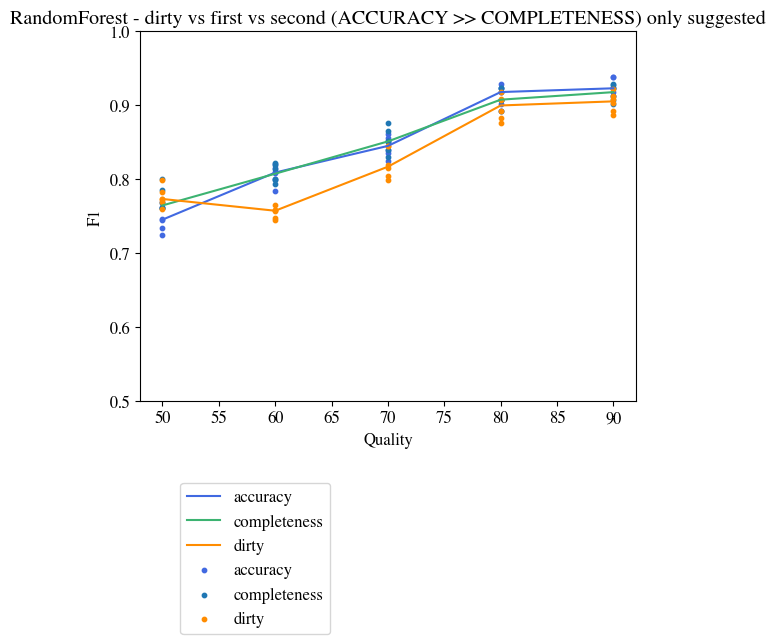 RandomForest - dirty vs first vs second (ACCURACY >> COMPLETENESS) only suggested
1.0
0.9
0.8
0.7
0.6
0.5
F1
50 55 60 65 70 75 80 85 90
Quality
accuracy
completeness
dirty
accuracy
completeness
dirty